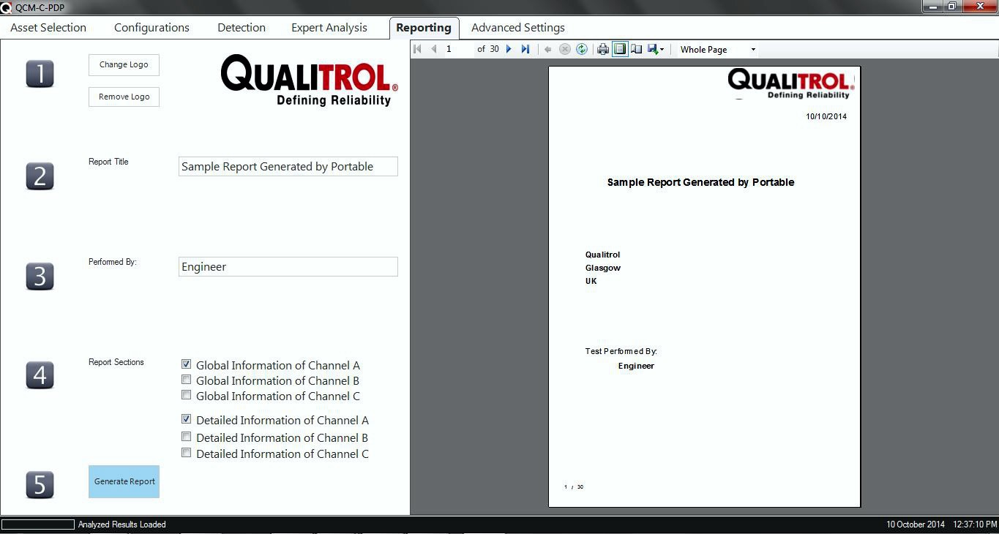 QCM-C-PDP
Asset Selection Configurations Detection Expert Analysis Reporting Advanced Settings
1 of 30 Whole Page
1
Change Logo
Remove Logo
QUALITROL®
Defining Reliability
2
Report Title
Sample Report Generated by Portable
3
Performed By:
Engineer
4
Report Sections
Global Information of Channel A
Global Information of Channel B
Global Information of Channel C
Detailed Information of Channel A
Detailed Information of Channel B
Detailed Information of Channel C
5
Generate Report
QUALITROL®
Defining Reliability
10/10/2014
Sample Report Generated by Portable
Qualitrol
Glasgow
UK
Test Performed By:
Engineer
1 / 30
Analyzed Results Loaded
10 October 2014 12:37:10 PM